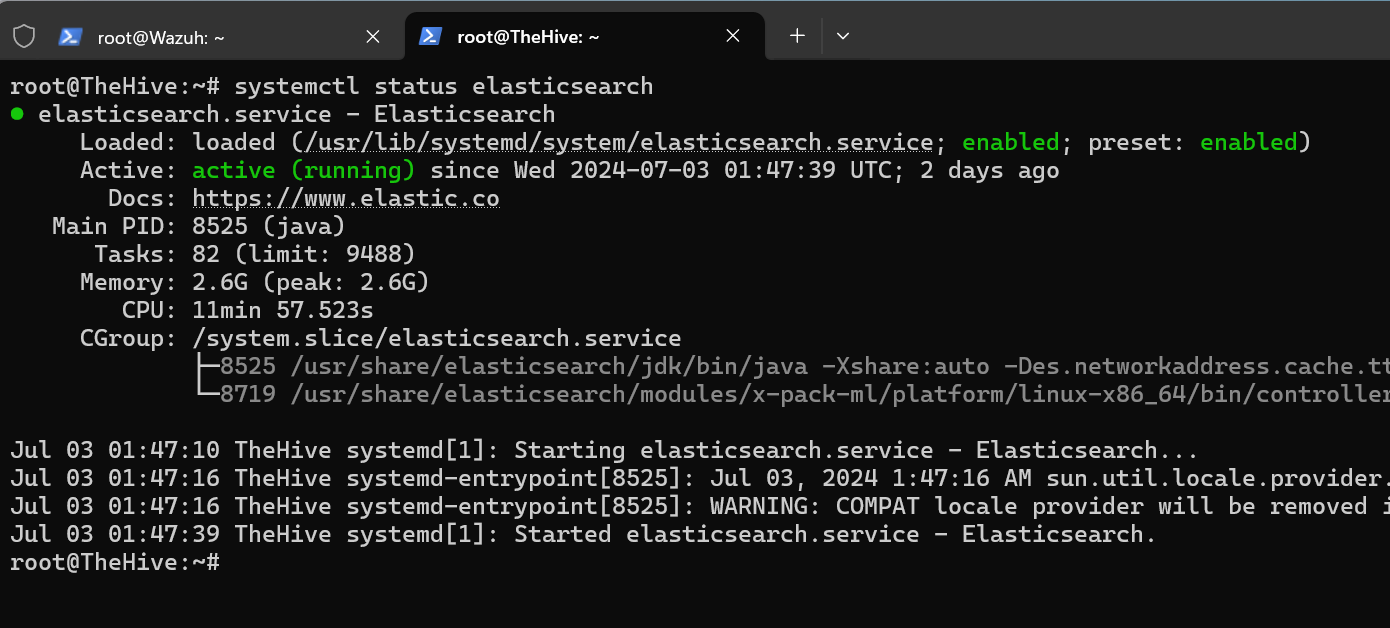 root@Wazuh: ~
root@TheHive: ~
root@TheHive:~# systemctl status elasticsearch
● elasticsearch.service - Elasticsearch
Loaded: loaded (/usr/lib/systemd/system/elasticsearch.service; enabled; preset: enabled)
Active: active (running) since Wed 2024-07-03 01:47:39 UTC; 2 days ago
Docs: https://www.elastic.co
Main PID: 8525 (java)
Tasks: 82 (limit: 9488)
Memory: 2.6G (peak: 2.6G)
CPU: 11min 57.523s
CGroup: /system.slice/elasticsearch.service
├─8525 /usr/share/elasticsearch/jdk/bin/java -Xshare:auto -Des.networkaddress.cache.tt
└─8719 /usr/share/elasticsearch/modules/x-pack-ml/platform/linux-x86_64/bin/controller
Jul 03 01:47:10 TheHive systemd[1]: Starting elasticsearch.service - Elasticsearch...
Jul 03 01:47:16 TheHive systemd-entrypoint[8525]: Jul 03, 2024 1:47:16 AM sun.util.locale.provider.
Jul 03 01:47:16 TheHive systemd-entrypoint[8525]: WARNING: COMPAT locale provider will be removed i
Jul 03 01:47:39 TheHive systemd[1]: Started elasticsearch.service - Elasticsearch.
root@TheHive:~#